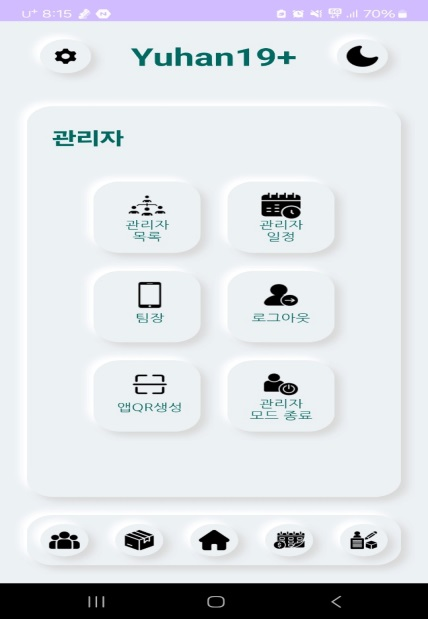 U⁺ 8:15
70%
Yuhan19+
관리자
관리자
목록
관리자
일정
팀장
로그아웃
앱QR생성
관리자
모드 종료